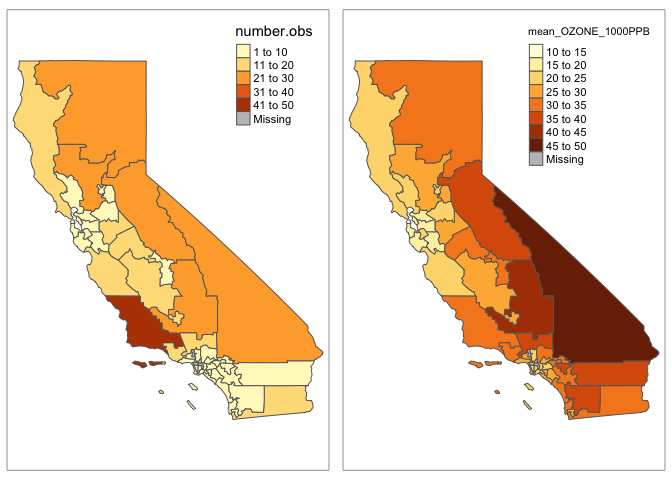 number.obs
1 to 10
11 to 20
21 to 30
31 to 40
41 to 50
Missing
mean_OZONE_1000PPB
10 to 15
15 to 20
20 to 25
25 to 30
30 to 35
35 to 40
40 to 45
45 to 50
Missing